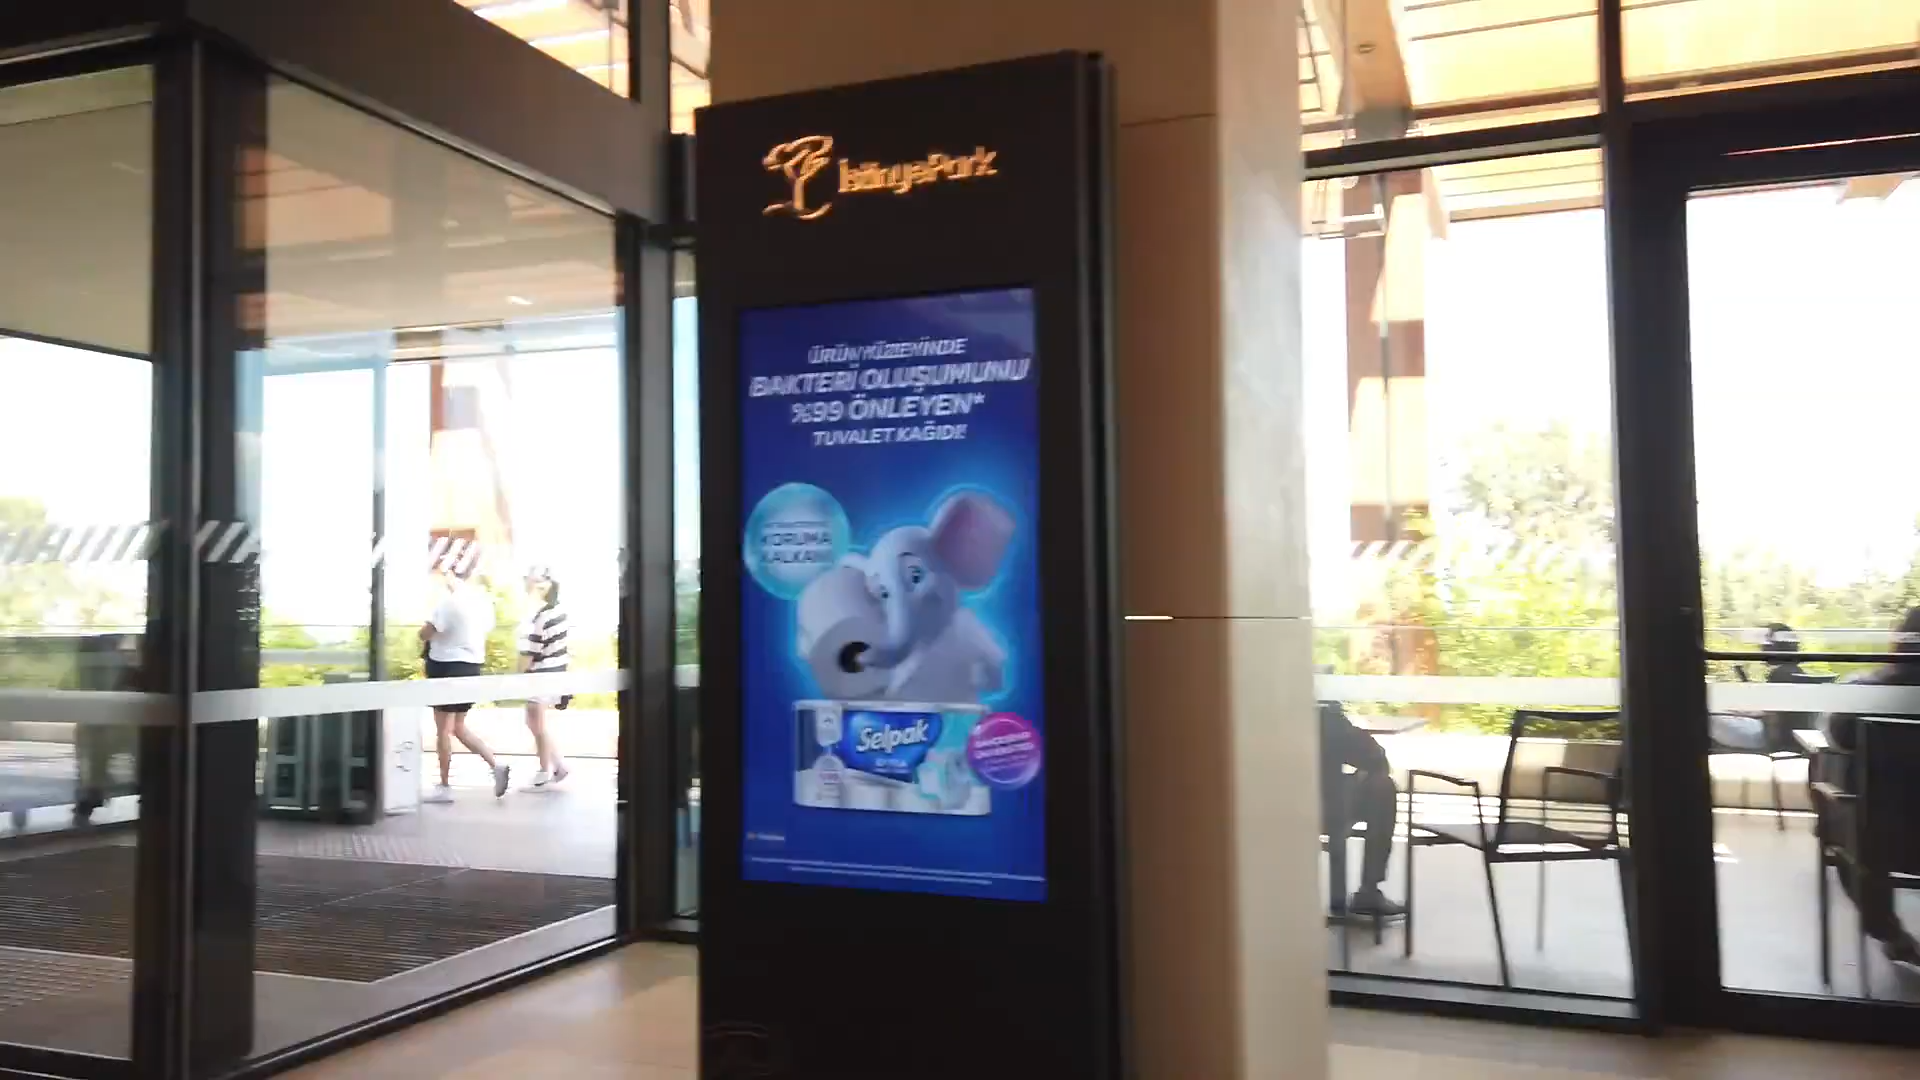 İstinyePark
ÜRÜN YÜZEYİNDE
BAKTERİ OLUŞUMUNU
%99 ÖNLEYEN*
TUVALET KAĞIDI!
KORUMA
KALKANI
Selpak